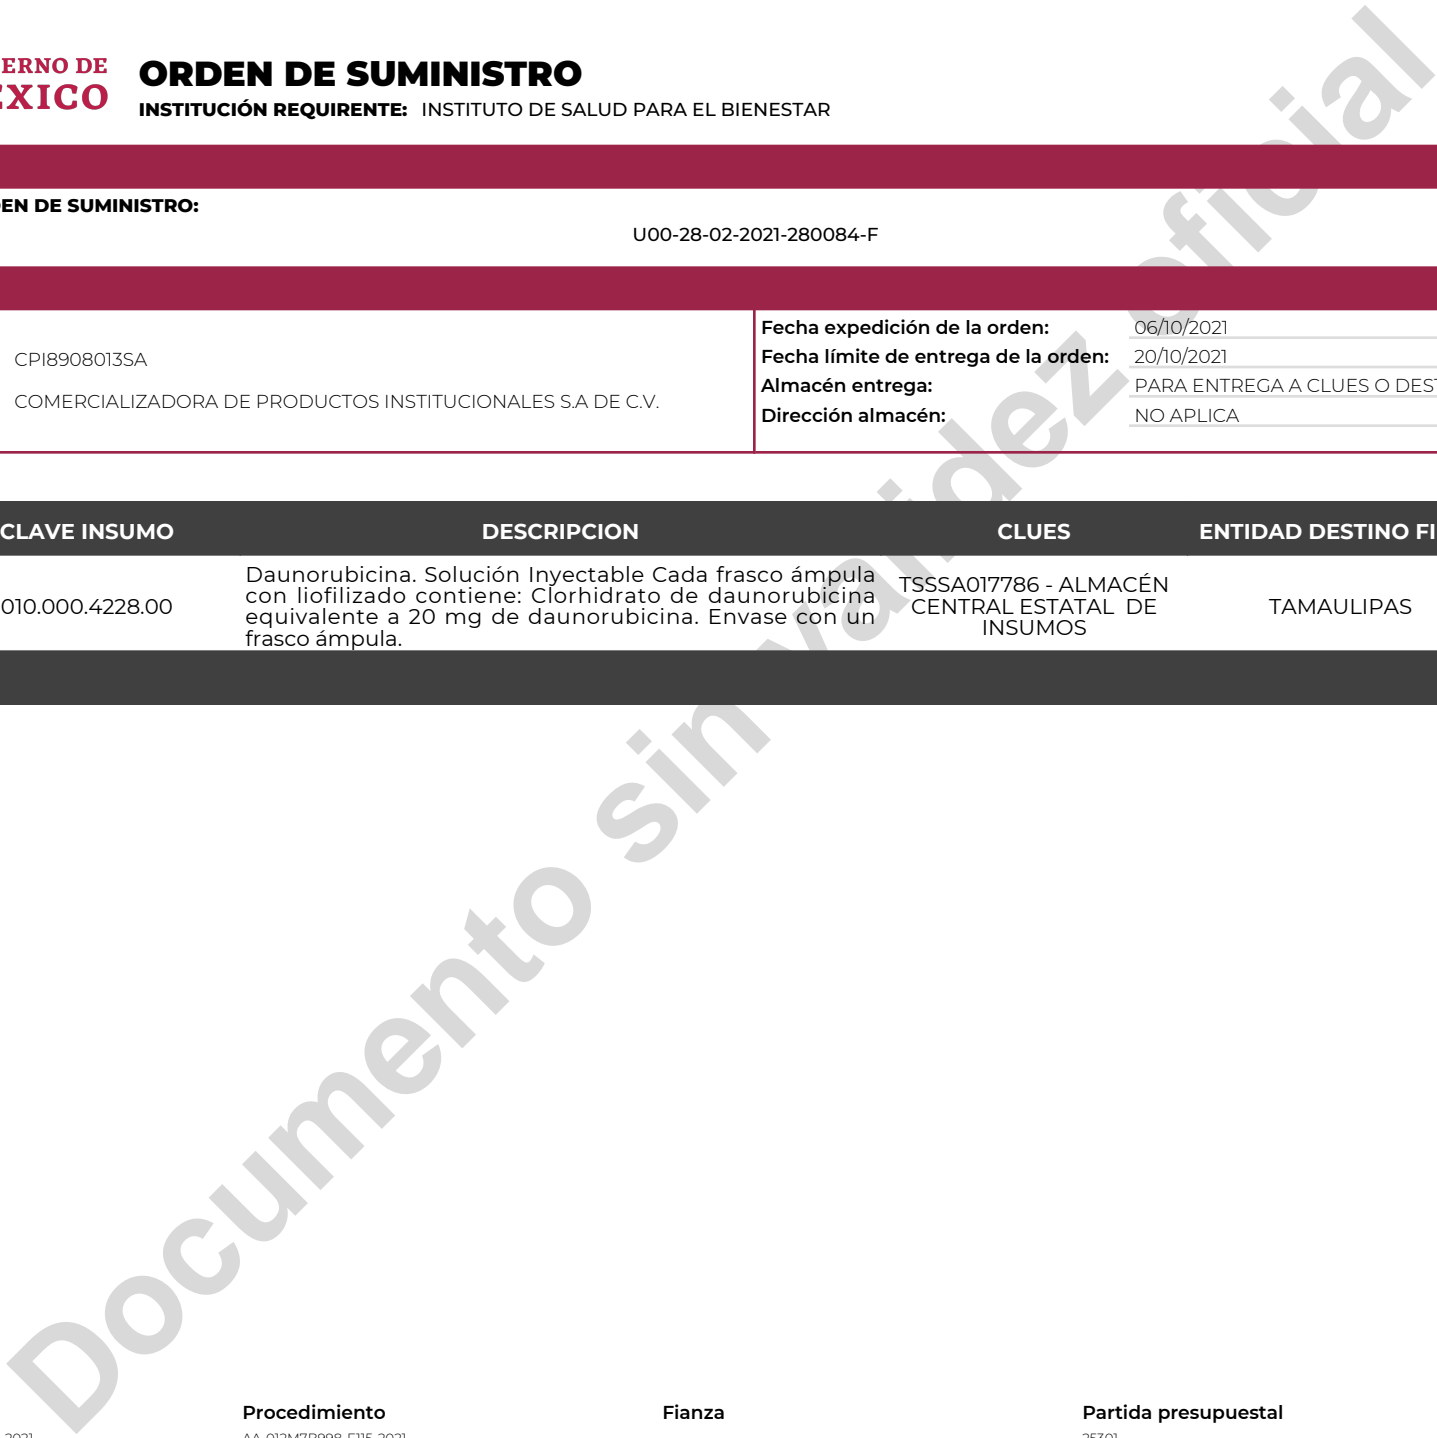 ERNO DE
EXICO
ORDEN DE SUMINISTRO
INSTITUCIÓN REQUIRENTE: INSTITUTO DE SALUD PARA EL BIENESTAR
EN DE SUMINISTRO:
U00-28-02-2021-280084-F
CPI8908013SA
COMERCIALIZADORA DE PRODUCTOS INSTITUCIONALES S.A DE C.V.
Fecha expedición de la orden: 06/10/2021
Fecha límite de entrega de la orden: 20/10/2021
Almacén entrega: PARA ENTREGA A CLUES O DEST
Dirección almacén: NO APLICA
CLAVE INSUMO DESCRIPCION CLUES ENTIDAD DESTINO FI
010.000.4228.00
Daunorubicina. Solución Inyectable Cada frasco ámpula
con liofilizado contiene: Clorhidrato de daunorubicina
equivalente a 20 mg de daunorubicina. Envase con un
frasco ámpula.
TSSSA017786 - ALMACÉN
CENTRAL ESTATAL DE
INSUMOS
TAMAULIPAS
Documento sin validez oficial
Procedimiento Fianza Partida presupuestal